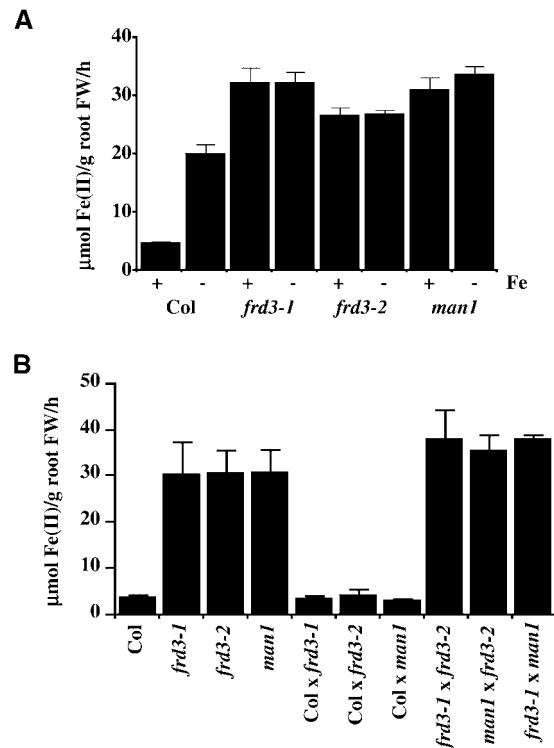 A
µmol Fe(II)/g root FW/h
40
30
20
10
0
+ - + - + - + - Fe
Col frd3-1 frd3-2 man1
B
µmol Fe(II)/g root FW/h
50
40
30
20
10
0
Col
frd3-1
frd3-2
man1
Col x frd3-1
Col x frd3-2
Col x man1
frd3-1 x frd3-2
man1 x frd3-2
frd3-1 x man1